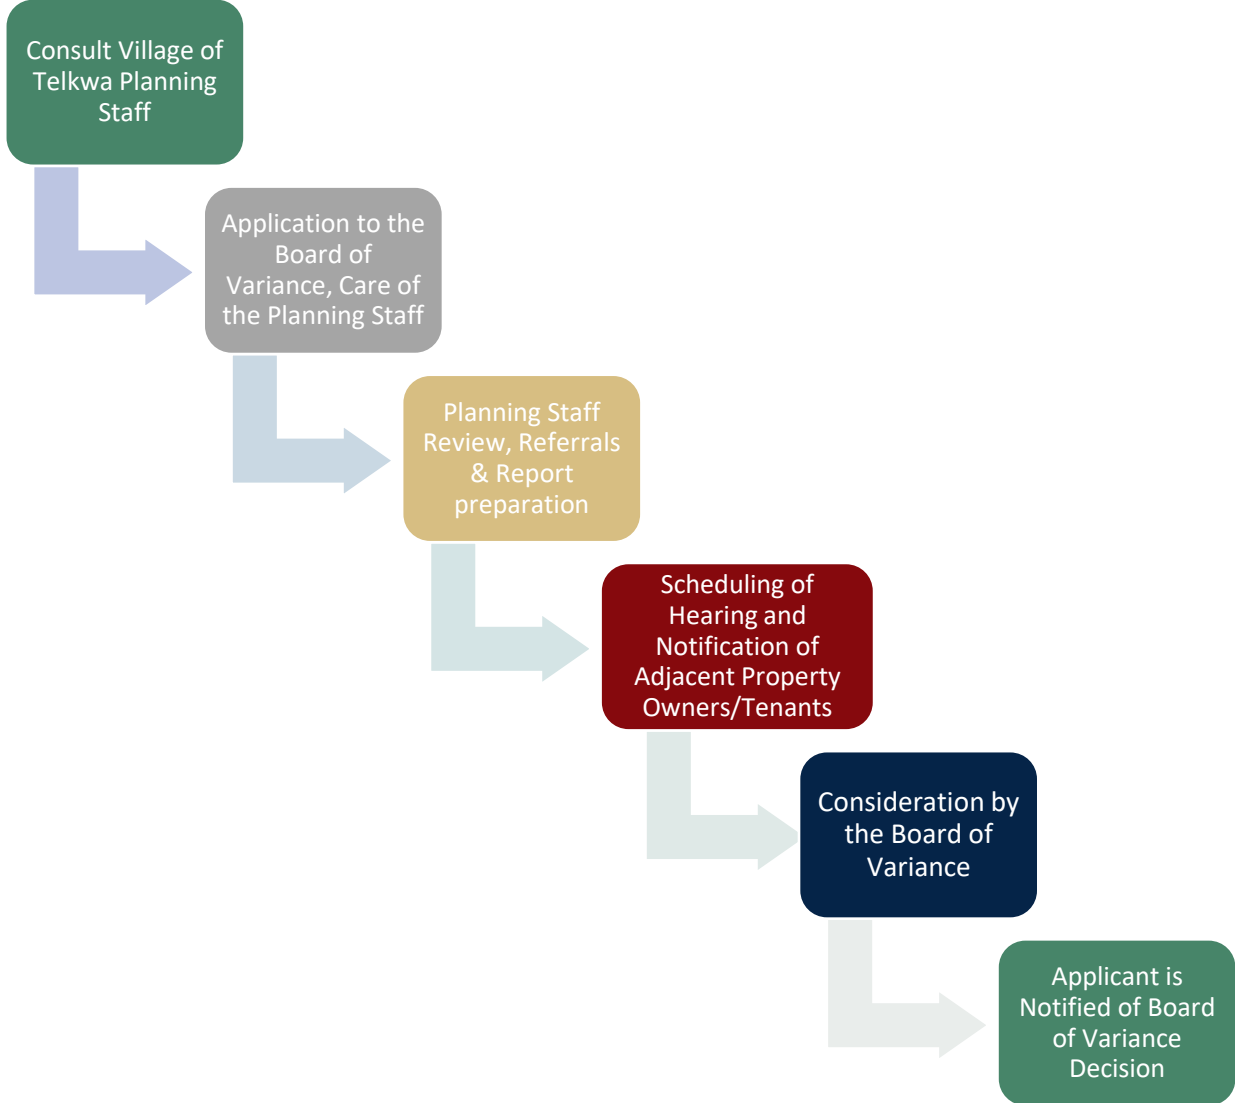 Consult Village of
Telkwa Planning
Staff
Application to the
Board of
Variance, Care of
the Planning Staff
Planning Staff
Review, Referrals
& Report
preparation
Scheduling of
Hearing and
Notification of
Adjacent Property
Owners/Tenants
Consideration by
the Board of
Variance
Applicant is
Notified of Board
of Variance
Decision